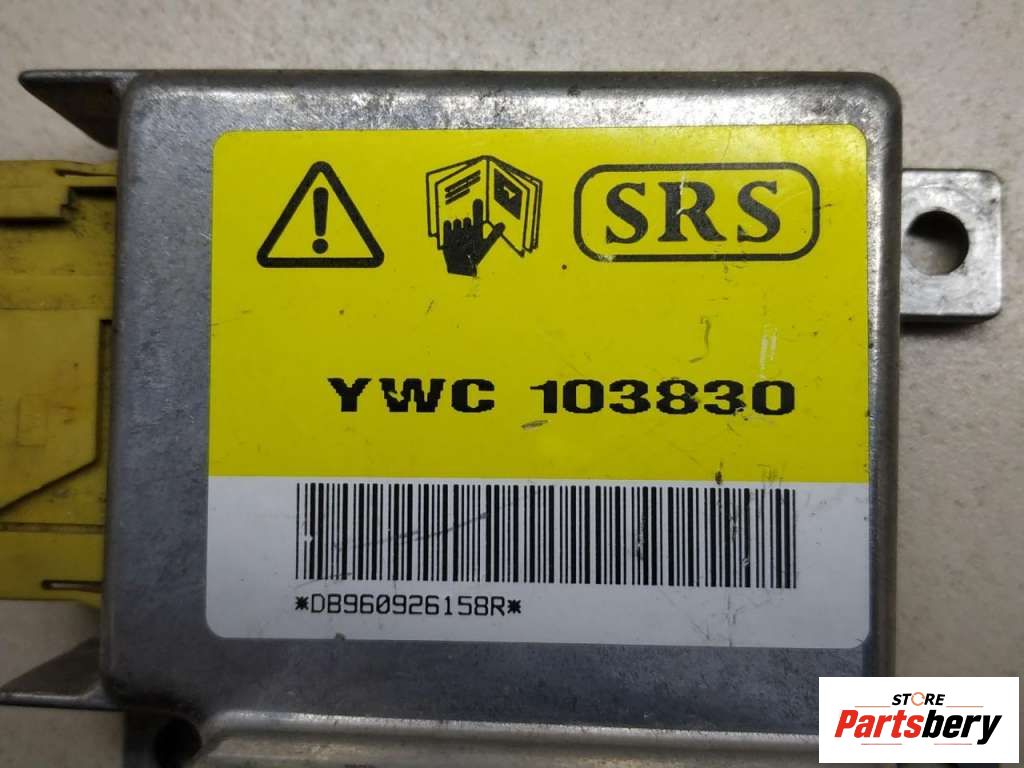 SRS
YWC 103830
*DB960926158R*
STORE
Partsbery